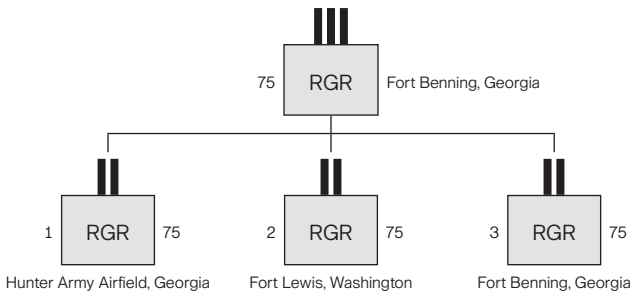 75 RGR Fort Benning, Georgia
1 RGR 75 2 RGR 75 3 RGR 75
Hunter Army Airfield, Georgia Fort Lewis, Washington Fort Benning, Georgia